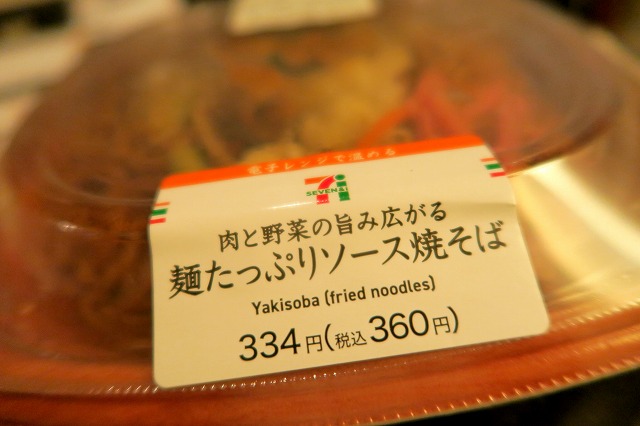 電子レンジで温める
SEVEN&i
肉と野菜の旨み広がる
麺たっぷりソース焼そば
Yakisoba (fried noodles)
334円(税込360円)